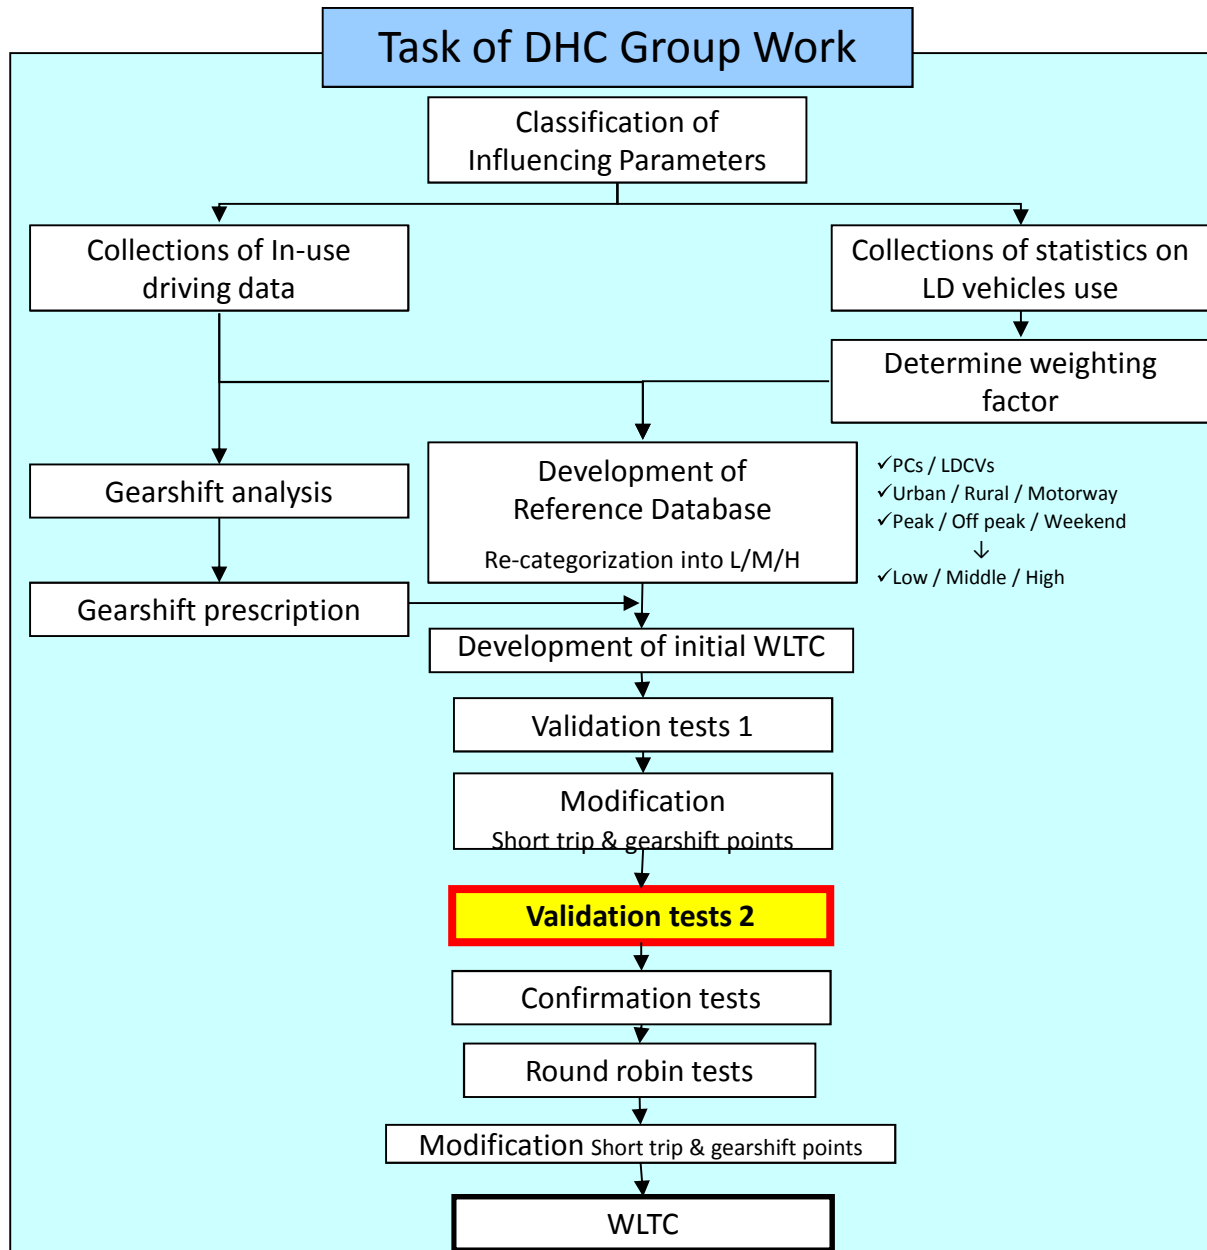 Task of DHC Group Work
Classification of
Influencing Parameters
Collections of In-use
driving data
Collections of statistics on
LD vehicles use
Determine weighting
factor
Gearshift analysis
Development of
Reference Database
Re-categorization into L/M/H
✓PCs / LDCVs
✓Urban / Rural / Motorway
✓Peak / Off peak / Weekend
↓
✓Low / Middle / High
Gearshift prescription
Development of initial WLTC
Validation tests 1
Modification
Short trip & gearshift points
Validation tests 2
Confirmation tests
Round robin tests
Modification Short trip & gearshift points
WLTC